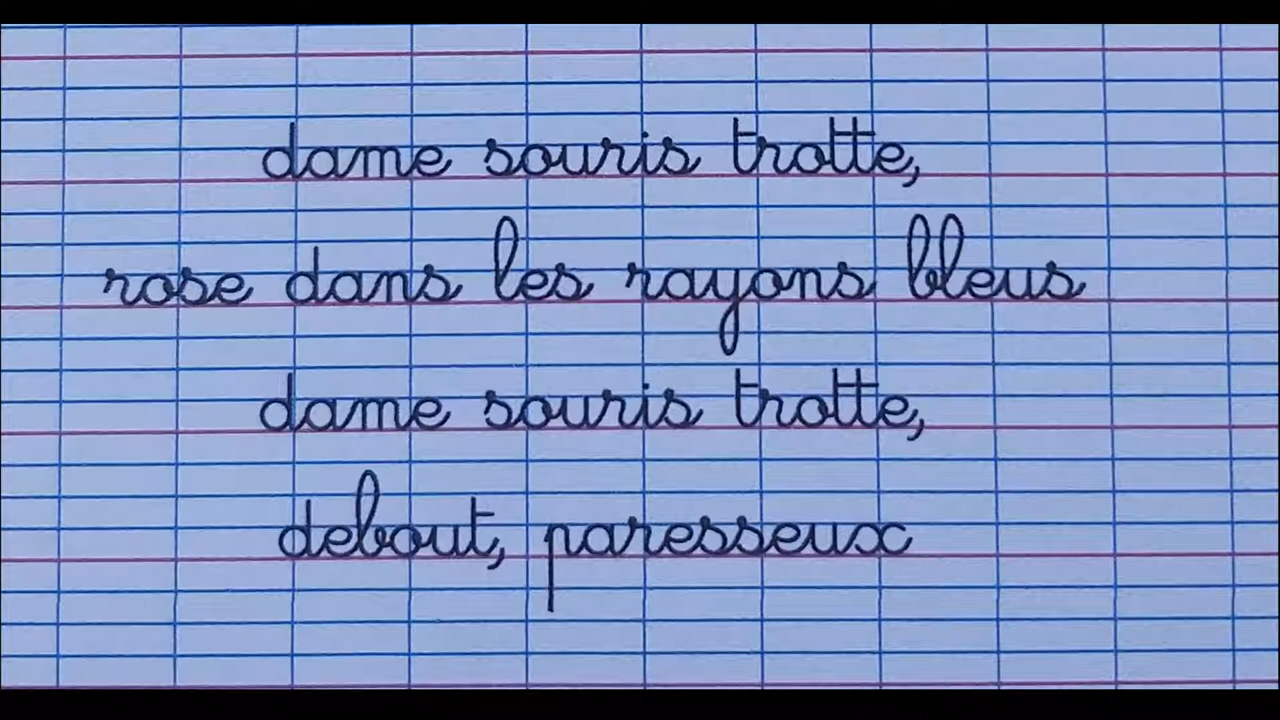 dame souris trotte,
rose dans les rayons bleus
dame souris trotte,
debout, paresseux